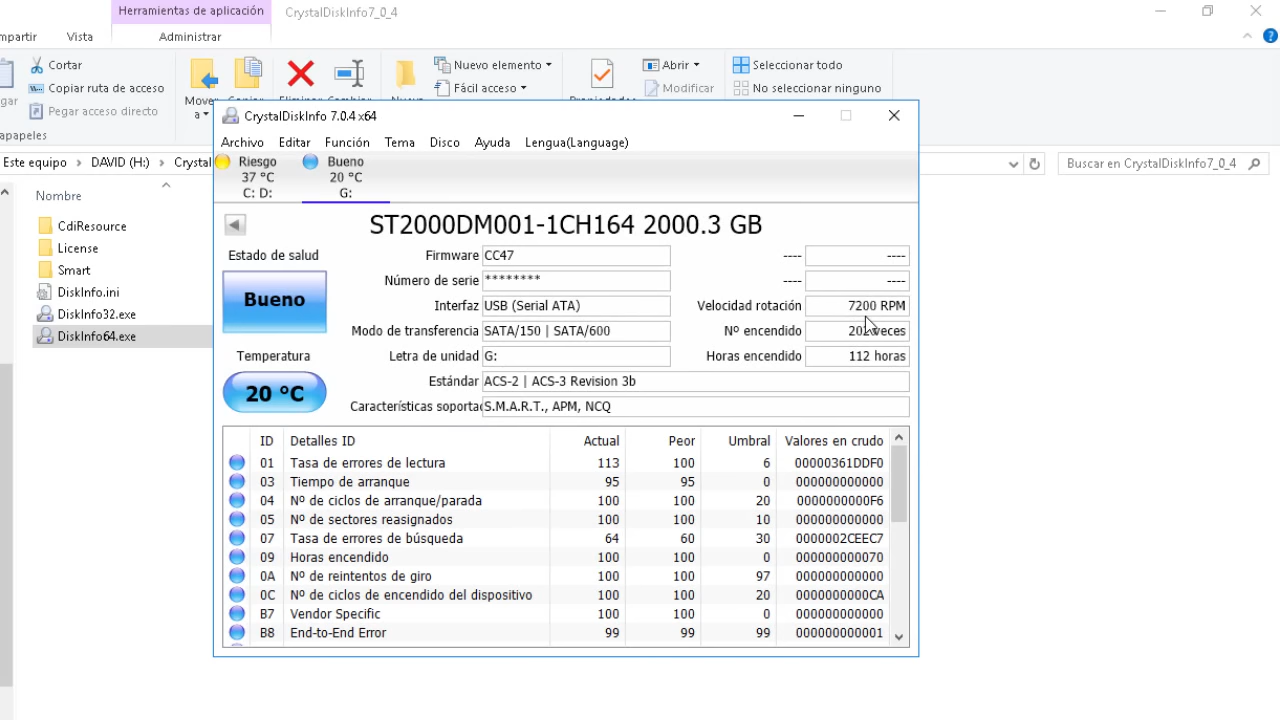 Herramientas de aplicación CrystalDiskInfo7_0_4
mpartir Vista Administrar
Cortar
Copiar ruta de acceso
Pegar acceso directo
Nuevo elemento
Fácil acceso
Abrir
Modificar
Seleccionar todo
No seleccionar ninguno
gar
Mover
a
apapeles
Este equipo > DAVID (H:) > Crystal
Buscar en CrystalDiskInfo7_0_4
Nombre
CdiResource
License
Smart
DiskInfo.ini
DiskInfo32.exe
DiskInfo64.exe
CrystalDiskInfo 7.0.4 x64
Archivo Editar Función Tema Disco Ayuda Lengua(Language)
Riesgo Bueno
37 °C 20 °C
C: D: G:
ST2000DM001-1CH164 2000.3 GB
Estado de salud
Bueno
Temperatura
20 °C
Firmware CC47 ---- ----
Número de serie ******** ---- ----
Interfaz USB (Serial ATA) Velocidad rotación 7200 RPM
Modo de transferencia SATA/150 | SATA/600 Nº encendido 202 veces
Letra de unidad G: Horas encendido 112 horas
Estándar ACS-2 | ACS-3 Revision 3b
Características soporta S.M.A.R.T., APM, NCQ
ID Detalles ID Actual Peor Umbral Valores en crudo
01 Tasa de errores de lectura 113 100 6 00000361DDF0
03 Tiempo de arranque 95 95 0 000000000000
04 Nº de ciclos de arranque/parada 100 100 20 0000000000F6
05 Nº de sectores reasignados 100 100 10 000000000000
07 Tasa de errores de búsqueda 64 60 30 0000002CEEC7
09 Horas encendido 100 100 0 000000000070
0A Nº de reintentos de giro 100 100 97 000000000000
0C Nº de ciclos de encendido del dispositivo 100 100 20 0000000000CA
B7 Vendor Specific 100 100 0 000000000000
B8 End-to-End Error 99 99 99 000000000001